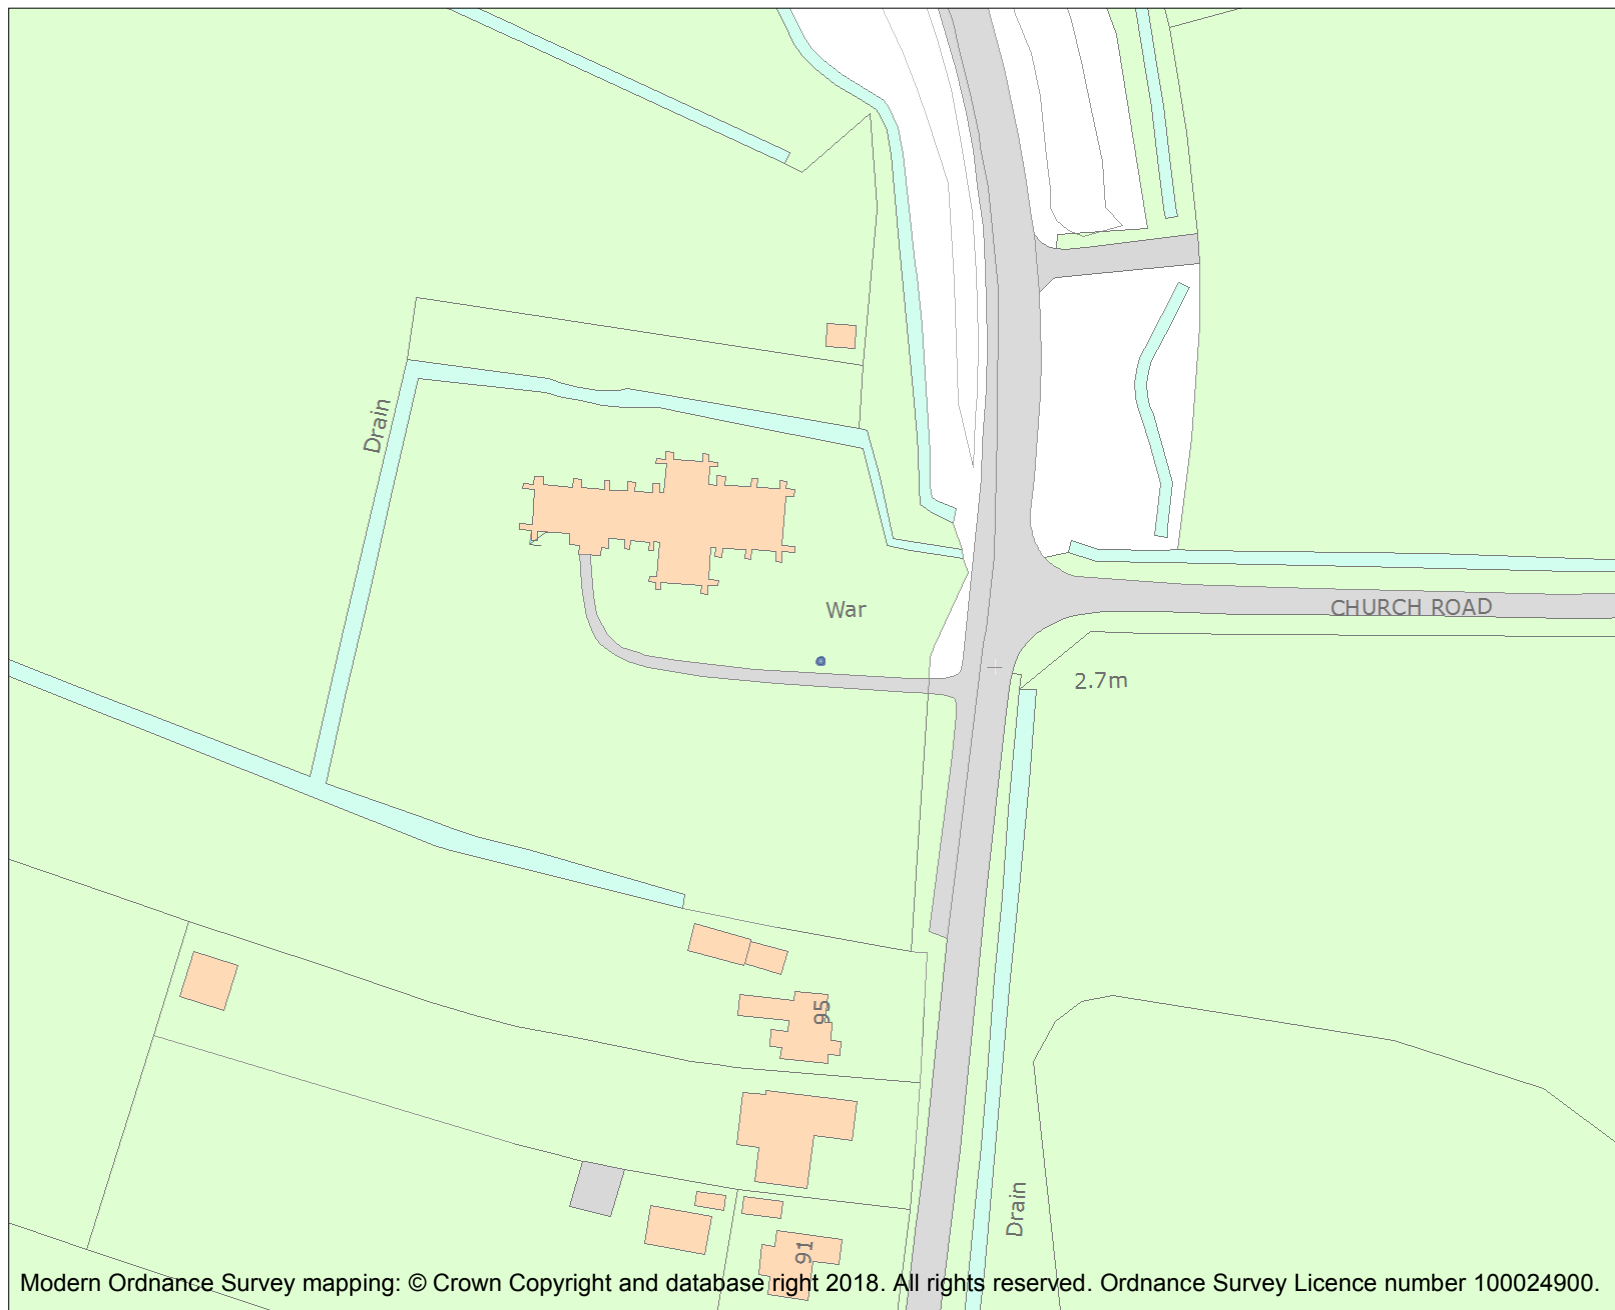 Drain
War
CHURCH ROAD
2.7m
95
Drain
91
Modern Ordnance Survey mapping: © Crown Copyright and database right 2018. All rights reserved. Ordnance Survey Licence number 100024900.